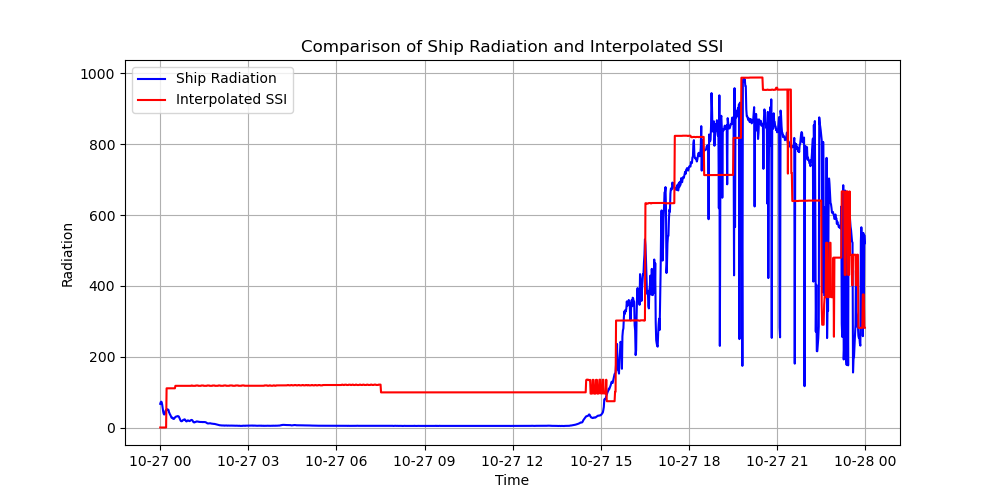 Comparison of Ship Radiation and Interpolated SSI
Ship Radiation
Interpolated SSI
Radiation
1000
800
600
400
200
0
10-27 00 10-27 03 10-27 06 10-27 09 10-27 12 10-27 15 10-27 18 10-27 21 10-28 00
Time